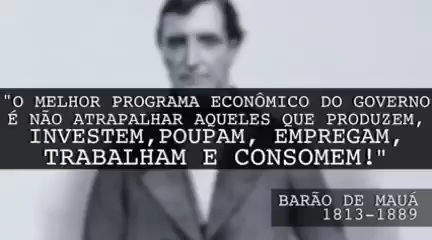 "O MELHOR PROGRAMA ECONÔMICO DO GOVERNO
É NÃO ATRAPALHAR AQUELES QUE PRODUZEM,
INVESTEM,POUPAM, EMPREGAM,
TRABALHAM E CONSOMEM!"
BARÃO DE MAUÁ
1813-1889